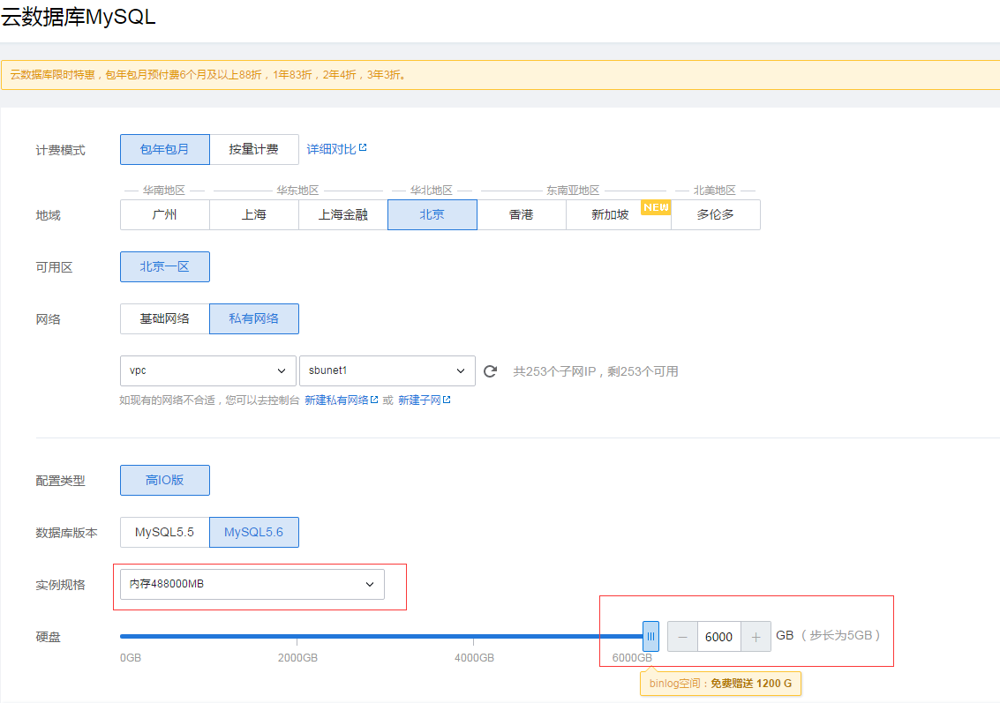 云数据库MySQL
云数据库限时特惠，包年包月预付费6个月及以上88折，1年83折，2年4折，3年3折。
计费模式 包年包月 按量计费 详细对比
华南地区 华东地区 华北地区 东南亚地区 北美地区
地域 广州 上海 上海金融 北京 香港 新加坡 NEW 多伦多
可用区 北京一区
网络 基础网络 私有网络
vpc sbunet1 共253个子网IP，剩253个可用
如现有的网络不合适，您可以去控制台 新建私有网络 或 新建子网
配置类型 高IO版
数据库版本 MySQL5.5 MySQL5.6
实例规格 内存488000MB
硬盘 − 6000 + GB （步长为5GB）
0GB 2000GB 4000GB 6000GB
binlog空间：免费赠送 1200 G